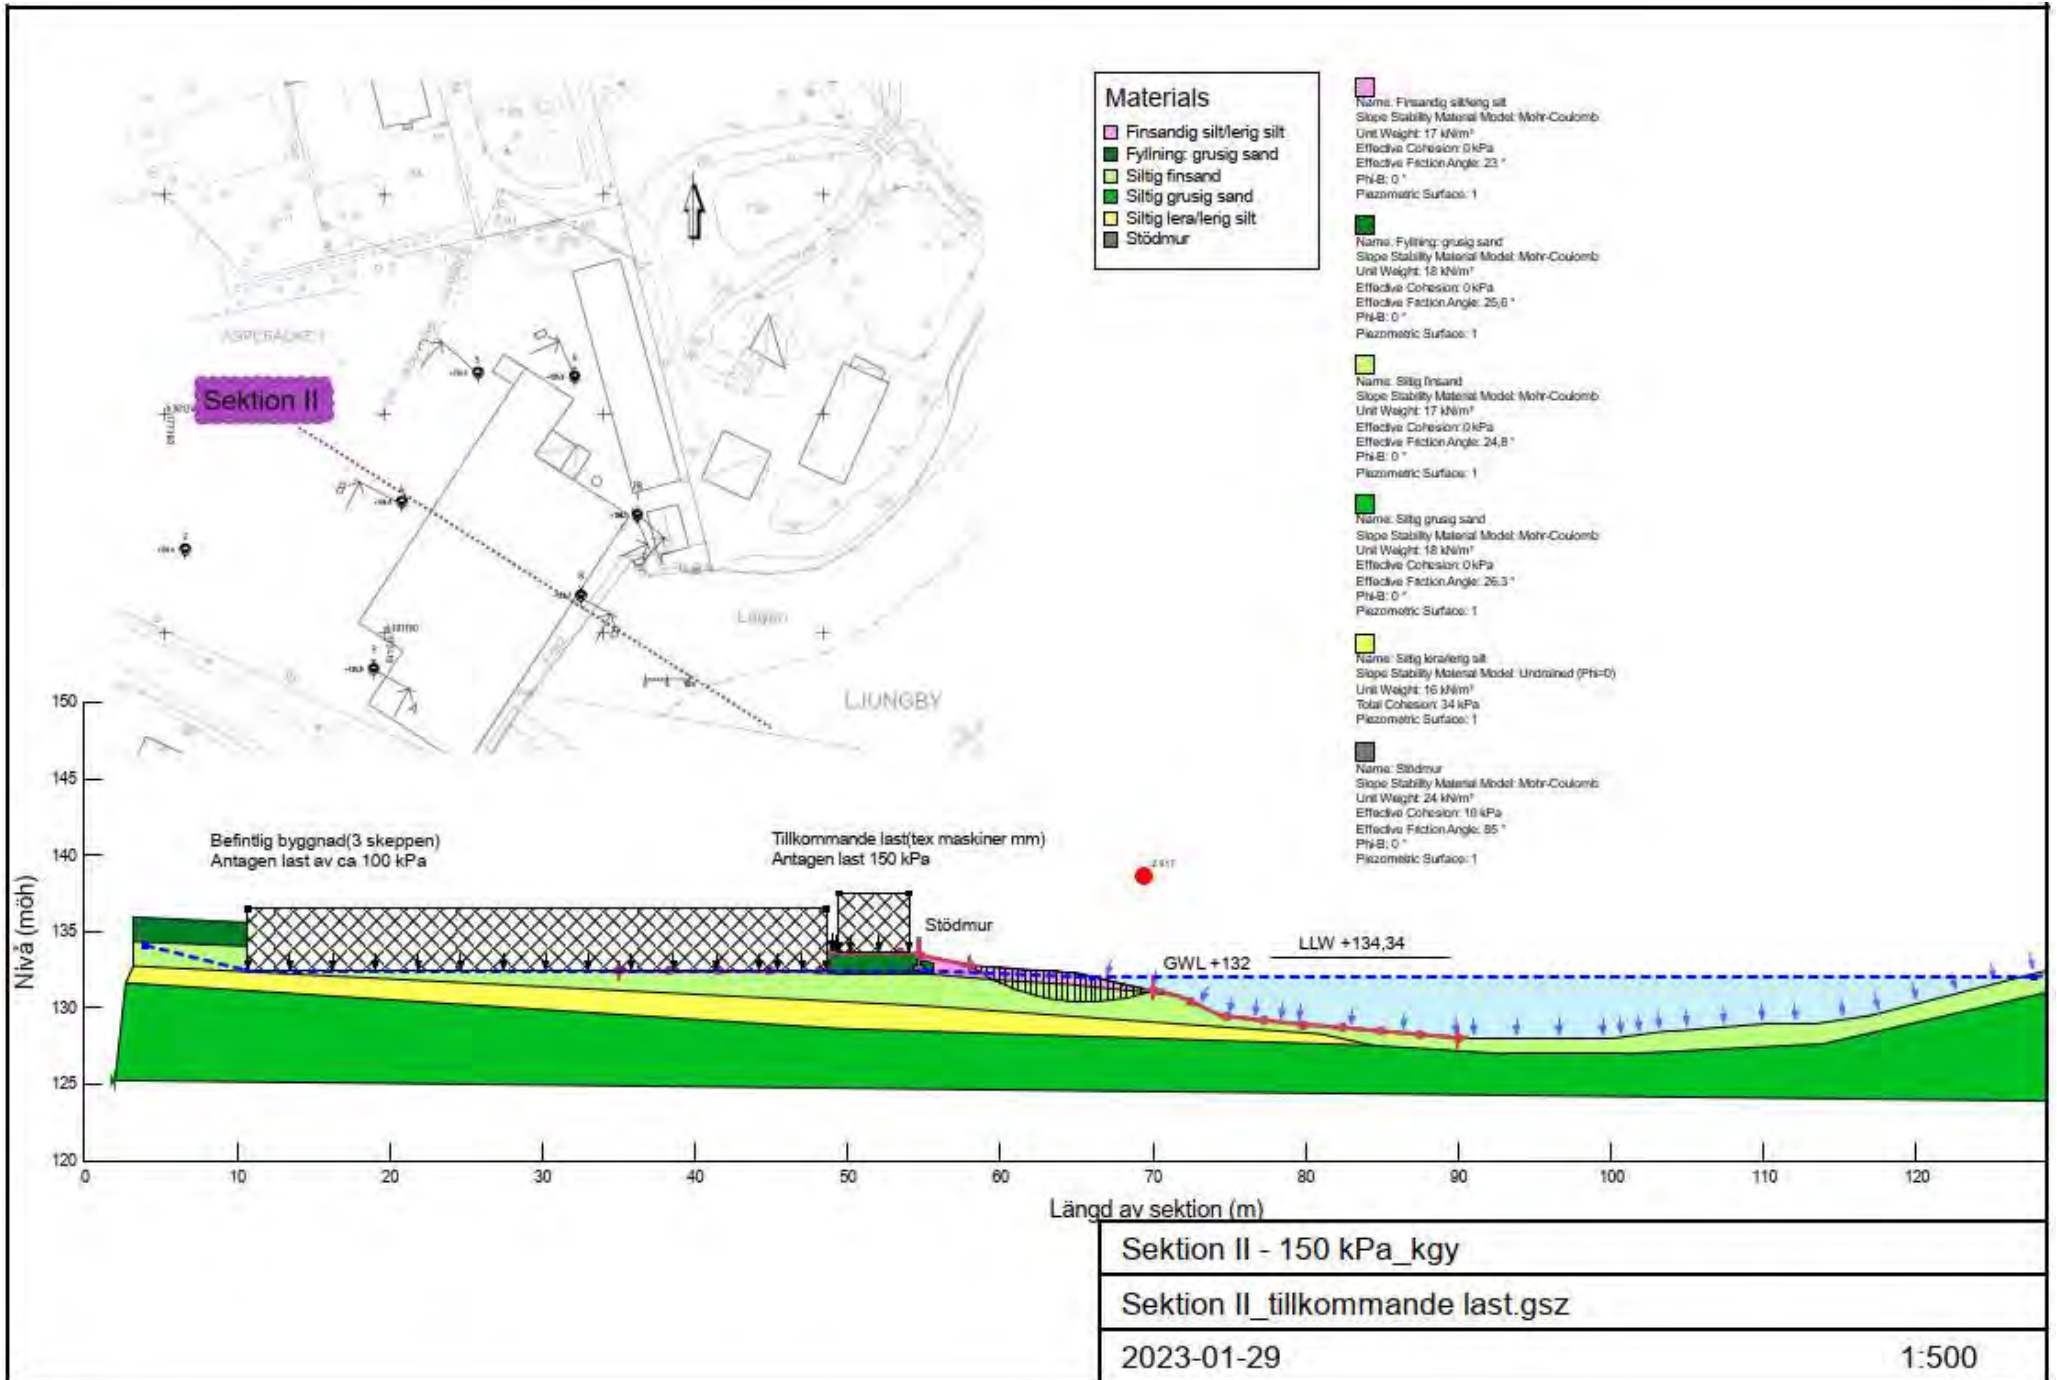 Materials
Finsandig silt/lerig silt
Fyllning: grusig sand
Siltig finsand
Siltig grusig sand
Siltig lera/lerig silt
Stödmur
Name: Finsandig silt/lerig silt
Slope Stability Material Model: Mohr-Coulomb
Unit Weight: 17 kN/m³
Effective Cohesion: 0 kPa
Effective Friction Angle: 23 °
Phi-B: 0 °
Piezometric Surface: 1
Name: Fyllning: grusig sand
Slope Stability Material Model: Mohr-Coulomb
Unit Weight: 18 kN/m³
Effective Cohesion: 0 kPa
Effective Friction Angle: 25,6 °
Phi-B: 0 °
Piezometric Surface: 1
Name: Siltig finsand
Slope Stability Material Model: Mohr-Coulomb
Unit Weight: 17 kN/m³
Effective Cohesion: 0 kPa
Effective Friction Angle: 24,8 °
Phi-B: 0 °
Piezometric Surface: 1
Name: Siltig grusig sand
Slope Stability Material Model: Mohr-Coulomb
Unit Weight: 18 kN/m³
Effective Cohesion: 0 kPa
Effective Friction Angle: 26,3 °
Phi-B: 0 °
Piezometric Surface: 1
Name: Siltig lera/lerig silt
Slope Stability Material Model: Undrained (Phi=0)
Unit Weight: 16 kN/m³
Total Cohesion: 34 kPa
Piezometric Surface: 1
Name: Stödmur
Slope Stability Material Model: Mohr-Coulomb
Unit Weight: 24 kN/m³
Effective Cohesion: 10 kPa
Effective Friction Angle: 85 °
Phi-B: 0 °
Piezometric Surface: 1
Sektion II
B
Lagan
LJUNGBY
A
150
145
140
135
130
125
120
Nivå (möh)
Befintlig byggnad(3 skeppen)
Antagen last av ca 100 kPa
Tillkommande last(tex maskiner mm)
Antagen last 150 kPa
Stödmur
LLW +134,34
GWL +132
0 10 20 30 40 50 60 70 80 90 100 110 120
Längd av sektion (m)
Sektion II - 150 kPa_kgy
Sektion II_tillkommande last.gsz
2023-01-29 1:500